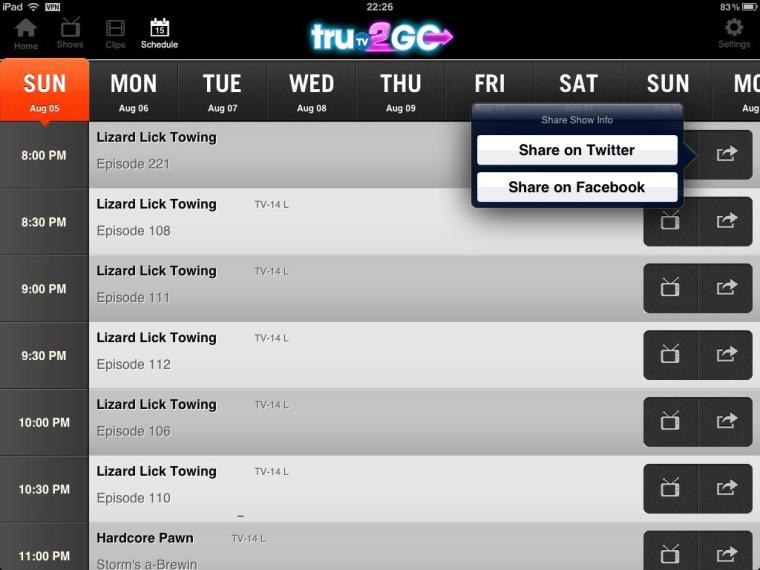 iPad VPN 22:26 83%
Home Shows Clips 15 Schedule tru TV 2GO Settings
SUN MON TUE WED THU FRI SAT SUN MO
Aug 05 Aug 06 Aug 07 Aug 08 Aug 09 Aug
Share Show Info
Share on Twitter
Share on Facebook
8:00 PM Lizard Lick Towing
Episode 221
8:30 PM Lizard Lick Towing TV-14 L
Episode 108
9:00 PM Lizard Lick Towing TV-14 L
Episode 111
9:30 PM Lizard Lick Towing TV-14 L
Episode 112
10:00 PM Lizard Lick Towing TV-14 L
Episode 106
10:30 PM Lizard Lick Towing TV-14 L
Episode 110
11:00 PM Hardcore Pawn TV-14 L
Storm's a-Brewin